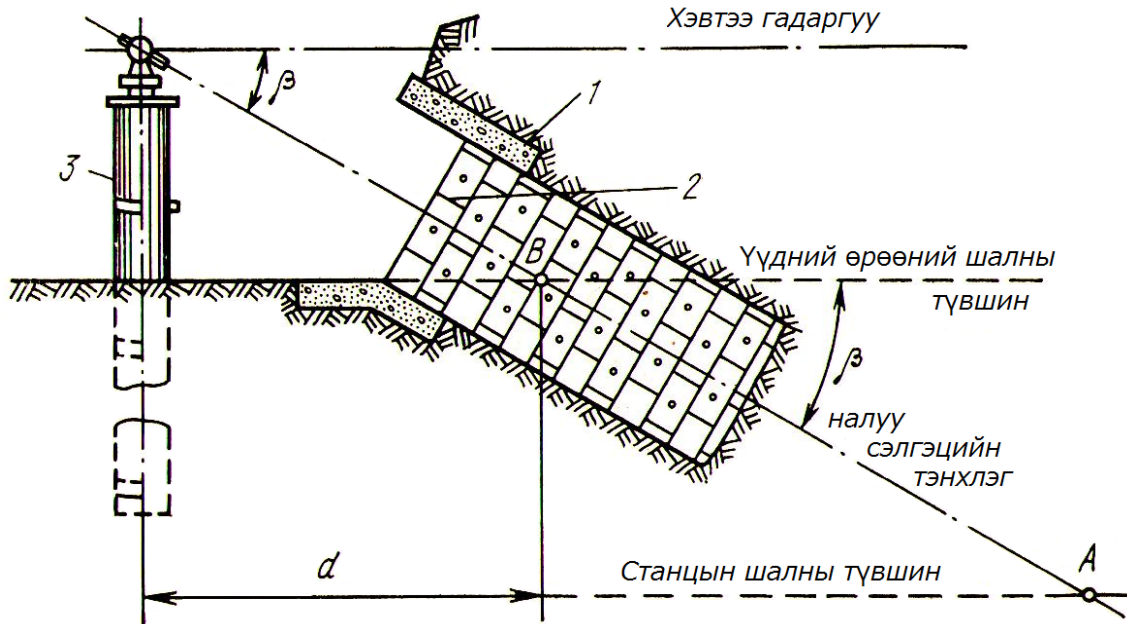 Хэвтээ гадаргуу
β
1
3
2
B
Үүдний өрөөний шалны
түвшин
β
налуу
сэлгэцийн
тэнхлэг
d
Станцын шалны түвшин
A